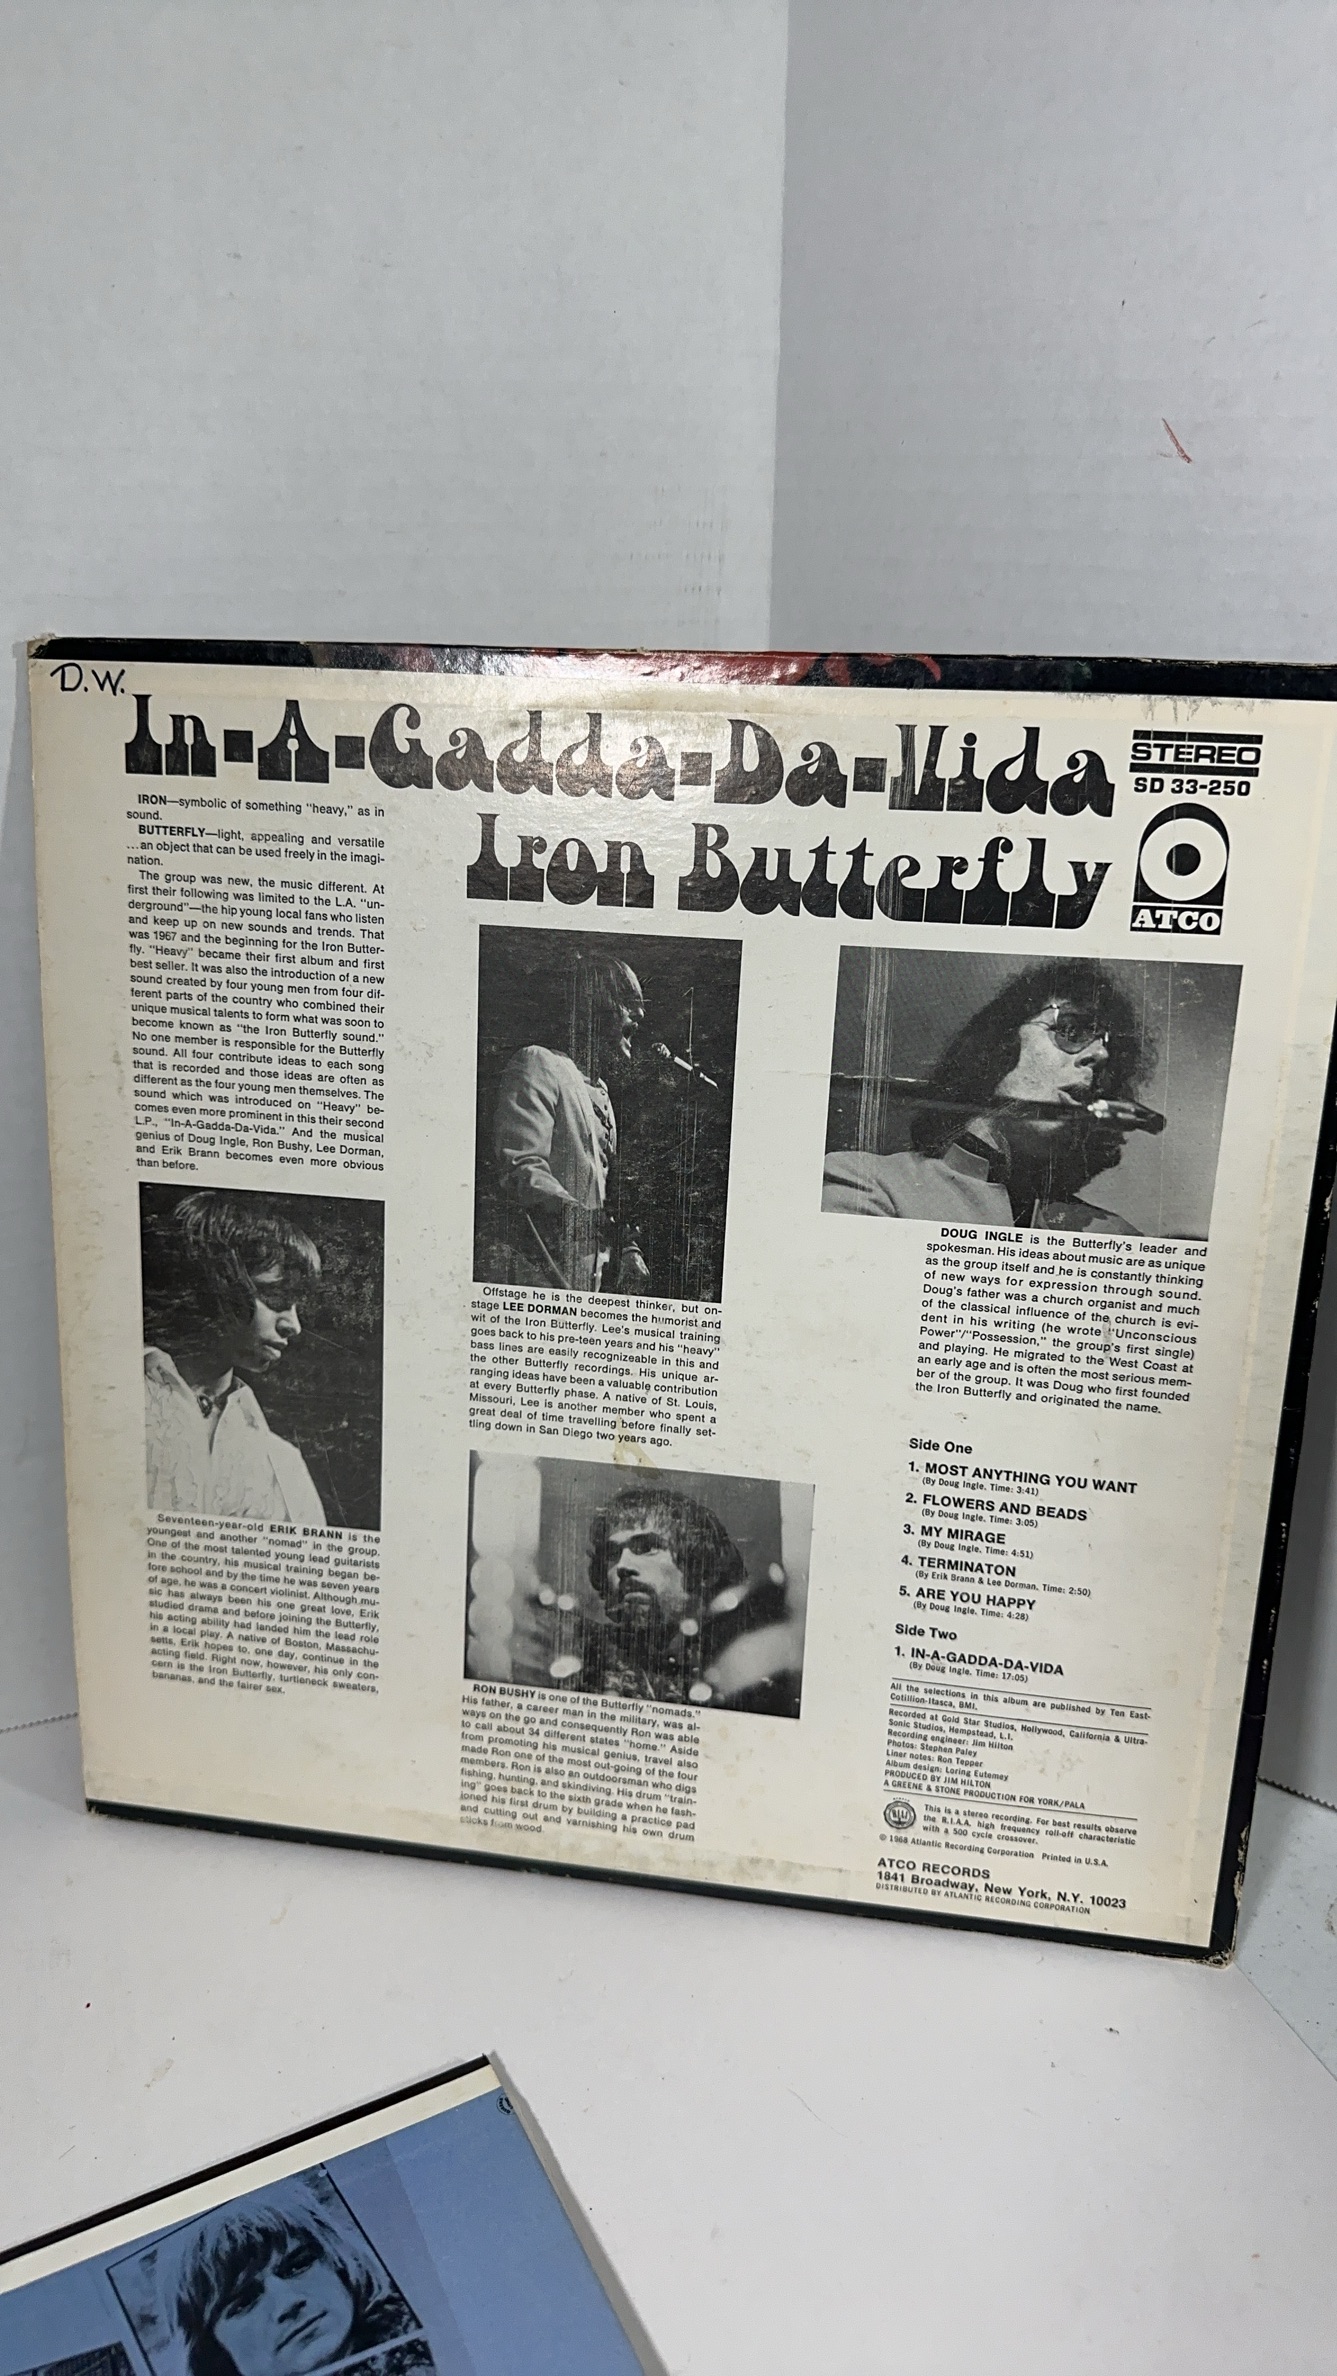 D.W.
In-A-Gadda-Da-Vida
Iron Butterfly
STEREO
SD 33-250
ATCO
IRON—symbolic of something "heavy," as in
sound.
BUTTERFLY—light, appealing and versatile
...an object that can be used freely in the imagi-
nation.
The group was new, the music different. At
first their following was limited to the L.A. "un-
derground"—the hip young local fans who listen
and keep up on new sounds and trends. That
was 1967 and the beginning for the Iron Butter-
fly. "Heavy" became their first album and first
best seller. It was also the introduction of a new
sound created by four young men from four dif-
ferent parts of the country who combined their
unique musical talents to form what was soon to
become known as "the Iron Butterfly sound."
No one member is responsible for the Butterfly
sound. All four contribute ideas to each song
that is recorded and those ideas are often as
different as the four young men themselves. The
sound which was introduced on "Heavy" be-
comes even more prominent in this their second
L.P., "In-A-Gadda-Da-Vida." And the musical
genius of Doug Ingle, Ron Bushy, Lee Dorman,
and Erik Brann becomes even more obvious
than before.
Seventeen-year-old ERIK BRANN is the
youngest and another "nomad" in the group.
One of the most talented young lead guitarists
in the country, his musical training began be-
fore school and by the time he was seven years
of age, he was a concert violinist. Although mu-
sic has always been his one great love, Erik
studied drama and before joining the Butterfly,
his acting ability had landed him the lead role
in a local play. A native of Boston, Massachu-
setts, Erik hopes to, one day, continue in the
acting field. Right now, however, his only con-
cern is the Iron Butterfly, turtleneck sweaters,
bananas, and the fairer sex.
Offstage he is the deepest thinker, but on-
stage LEE DORMAN becomes the humorist and
wit of the Iron Butterfly. Lee's musical training
goes back to his pre-teen years and his "heavy"
bass lines are easily recognizeable in this and
the other Butterfly recordings. His unique ar-
ranging ideas have been a valuable contribution
at every Butterfly phase. A native of St. Louis,
Missouri, Lee is another member who spent a
great deal of time travelling before finally set-
tling down in San Diego two years ago.
RON BUSHY is one of the Butterfly "nomads."
His father, a career man in the military, was al-
ways on the go and consequently Ron was able
to call about 34 different states "home." Aside
from promoting his musical genius, travel also
made Ron one of the most out-going of the four
members. Ron is also an outdoorsman who digs
fishing, hunting, and skindiving. His drum "train-
ing" goes back to the sixth grade when he fash-
ioned his first drum by building a practice pad
and cutting out and varnishing his own drum
sticks from wood.
DOUG INGLE is the Butterfly's leader and
spokesman. His ideas about music are as unique
as the group itself and he is constantly thinking
of new ways for expression through sound.
Doug's father was a church organist and much
of the classical influence of the church is evi-
dent in his writing (he wrote "Unconscious
Power"/"Possession," the group's first single)
and playing. He migrated to the West Coast at
an early age and is often the most serious mem-
ber of the group. It was Doug who first founded
the Iron Butterfly and originated the name.
Side One
1. MOST ANYTHING YOU WANT
(By Doug Ingle. Time: 3:41)
2. FLOWERS AND BEADS
(By Doug Ingle. Time: 3:05)
3. MY MIRAGE
(By Doug Ingle. Time: 4:51)
4. TERMINATON
(By Erik Brann & Lee Dorman. Time: 2:50)
5. ARE YOU HAPPY
(By Doug Ingle. Time: 4:28)
Side Two
1. IN-A-GADDA-DA-VIDA
(By Doug Ingle. Time: 17:05)
All the selections in this album are published by Ten East-
Cotillion-Itasca, BMI.
Recorded at Gold Star Studios, Hollywood, California & Ultra-
Sonic Studios, Hempstead, L.I.
Recording engineer: Jim Hilton
Photos: Stephen Paley
Liner notes: Ron Tepper
Album design: Loring Eutemey
PRODUCED BY JIM HILTON
A GREENE & STONE PRODUCTION FOR YORK/PALA
This is a stereo recording. For best results observe
the R.I.A.A. high frequency roll-off characteristic
with a 500 cycle crossover.
© 1968 Atlantic Recording Corporation Printed in U.S.A.
ATCO RECORDS
1841 Broadway, New York, N.Y. 10023
DISTRIBUTED BY ATLANTIC RECORDING CORPORATION